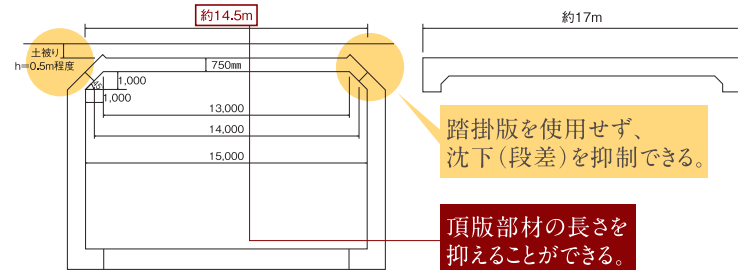 約14.5m
約17m
土被り
h=0.5m程度
750mm
45°
1,000
1,000
13,000
14,000
15,000
踏掛版を使用せず、
沈下(段差)を抑制できる。
頂版部材の長さを
抑えることができる。